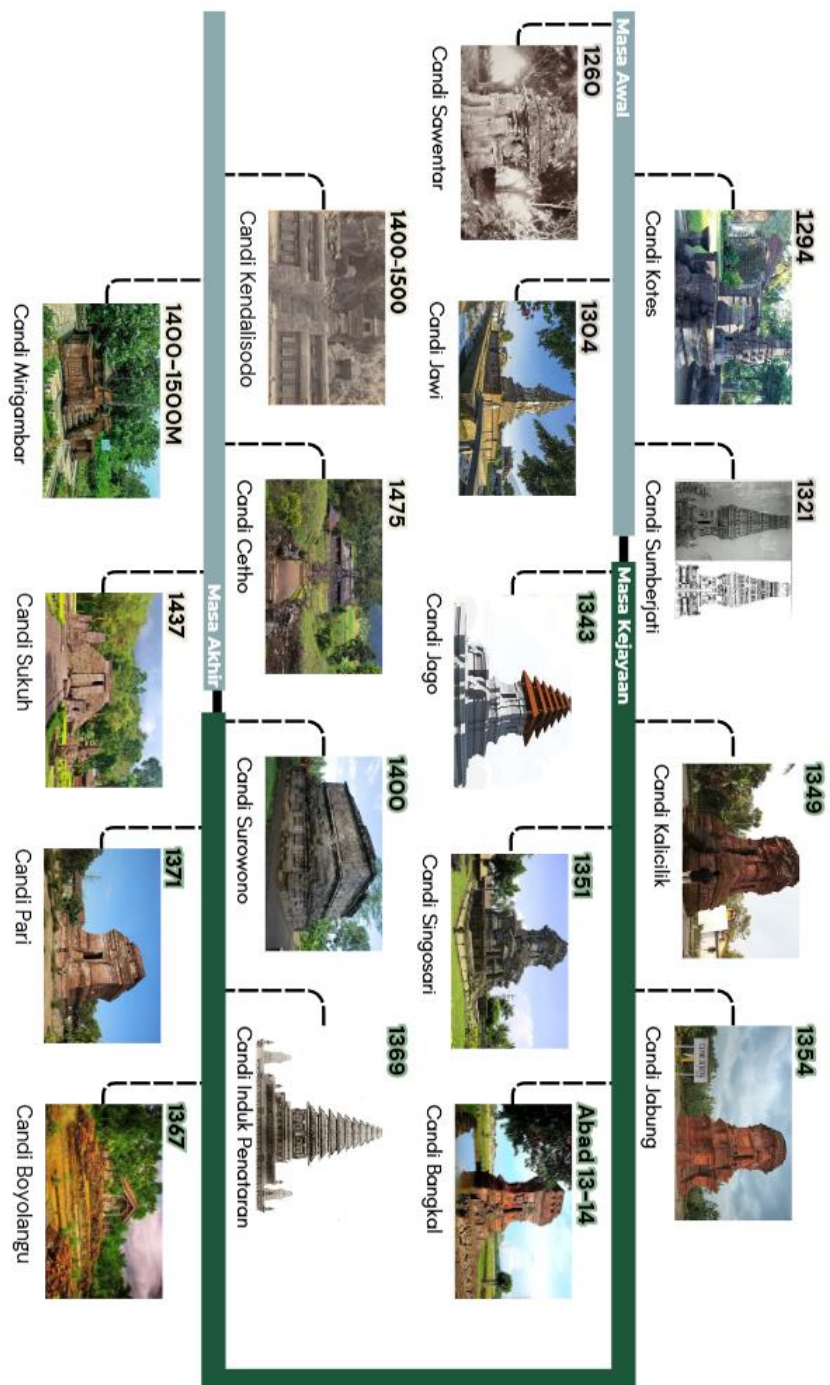 Masa Awal
1260
Candi Sawentar
1294
Candi Kotes
1304
Candi Jawi
1321
Candi Sumberjati
Masa Kejayaan
1343
Candi Jago
1349
Candi Kalicilik
1351
Candi Singosari
1354
Candi Jabung
Abad 13-14
Candi Bangkal
1367
Candi Boyolangu
1369
Candi Induk Penataran
1371
Candi Pari
1400
Candi Surowono
Masa Akhir
1437
Candi Sukuh
1475
Candi Cetho
1400-1500M
Candi Mirigambar
1400-1500
Candi Kendalisodo